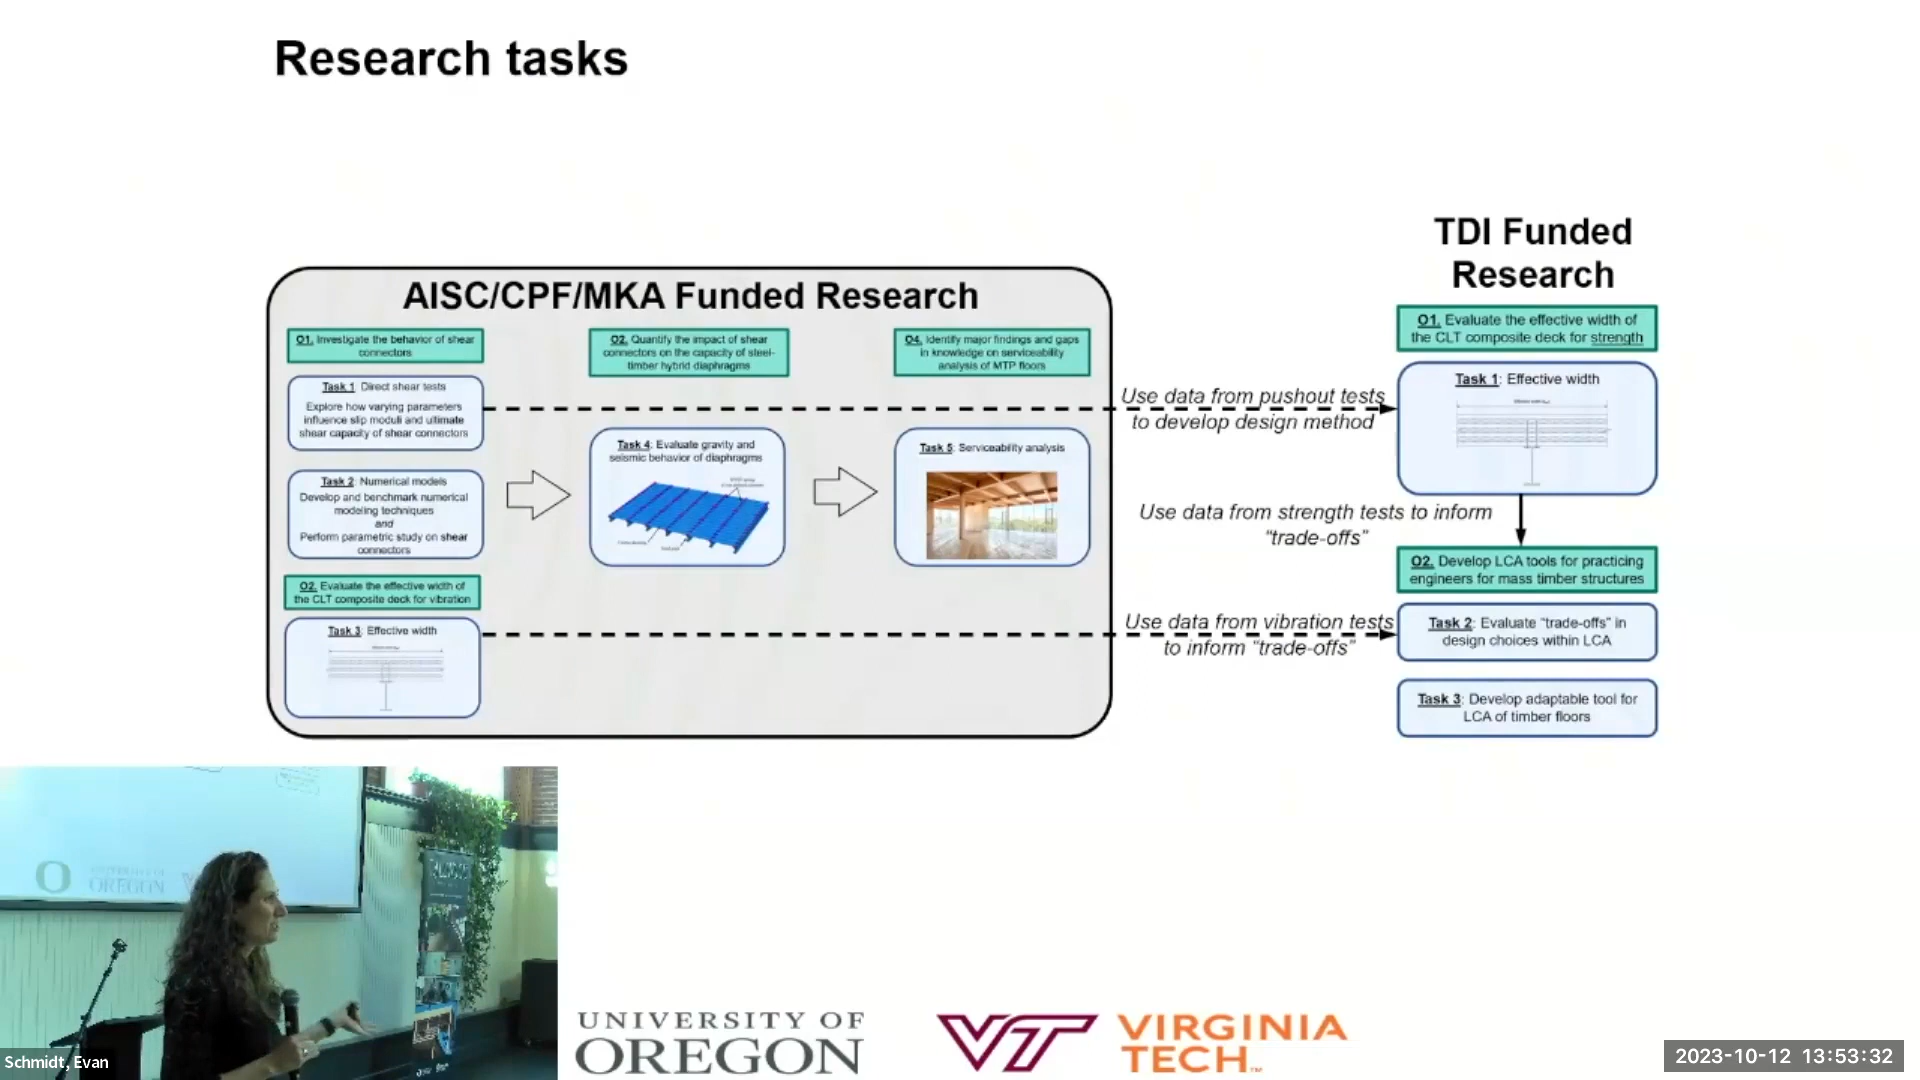 Research tasks
AISC/CPF/MKA Funded Research
O1. Investigate the behavior of shear
connectors
Task 1: Direct shear tests
Explore how varying parameters
influence slip moduli and ultimate
shear capacity of shear connectors
Task 2: Numerical models
Develop and benchmark numerical
modeling techniques
and
Perform parametric study on shear
connectors
O2. Evaluate the effective width of
the CLT composite deck for vibration
Task 3: Effective width
O2. Quantify the impact of shear
connectors on the capacity of steel-
timber hybrid diaphragms
Task 4: Evaluate gravity and
seismic behavior of diaphragms
O4. Identify major findings and gaps
in knowledge on serviceability
analysis of MTP floors
Task 5: Serviceability analysis
Use data from pushout tests
to develop design method
Use data from strength tests to inform
"trade-offs"
Use data from vibration tests
to inform "trade-offs"
TDI Funded
Research
O1. Evaluate the effective width of
the CLT composite deck for strength
Task 1: Effective width
O2. Develop LCA tools for practicing
engineers for mass timber structures
Task 2: Evaluate "trade-offs" in
design choices within LCA
Task 3: Develop adaptable tool for
LCA of timber floors
O
UNIVERSITY OF
OREGON
Schmidt, Evan
UNIVERSITY OF
OREGON
VT
VIRGINIA
TECH™
2023-10-12 13:53:32